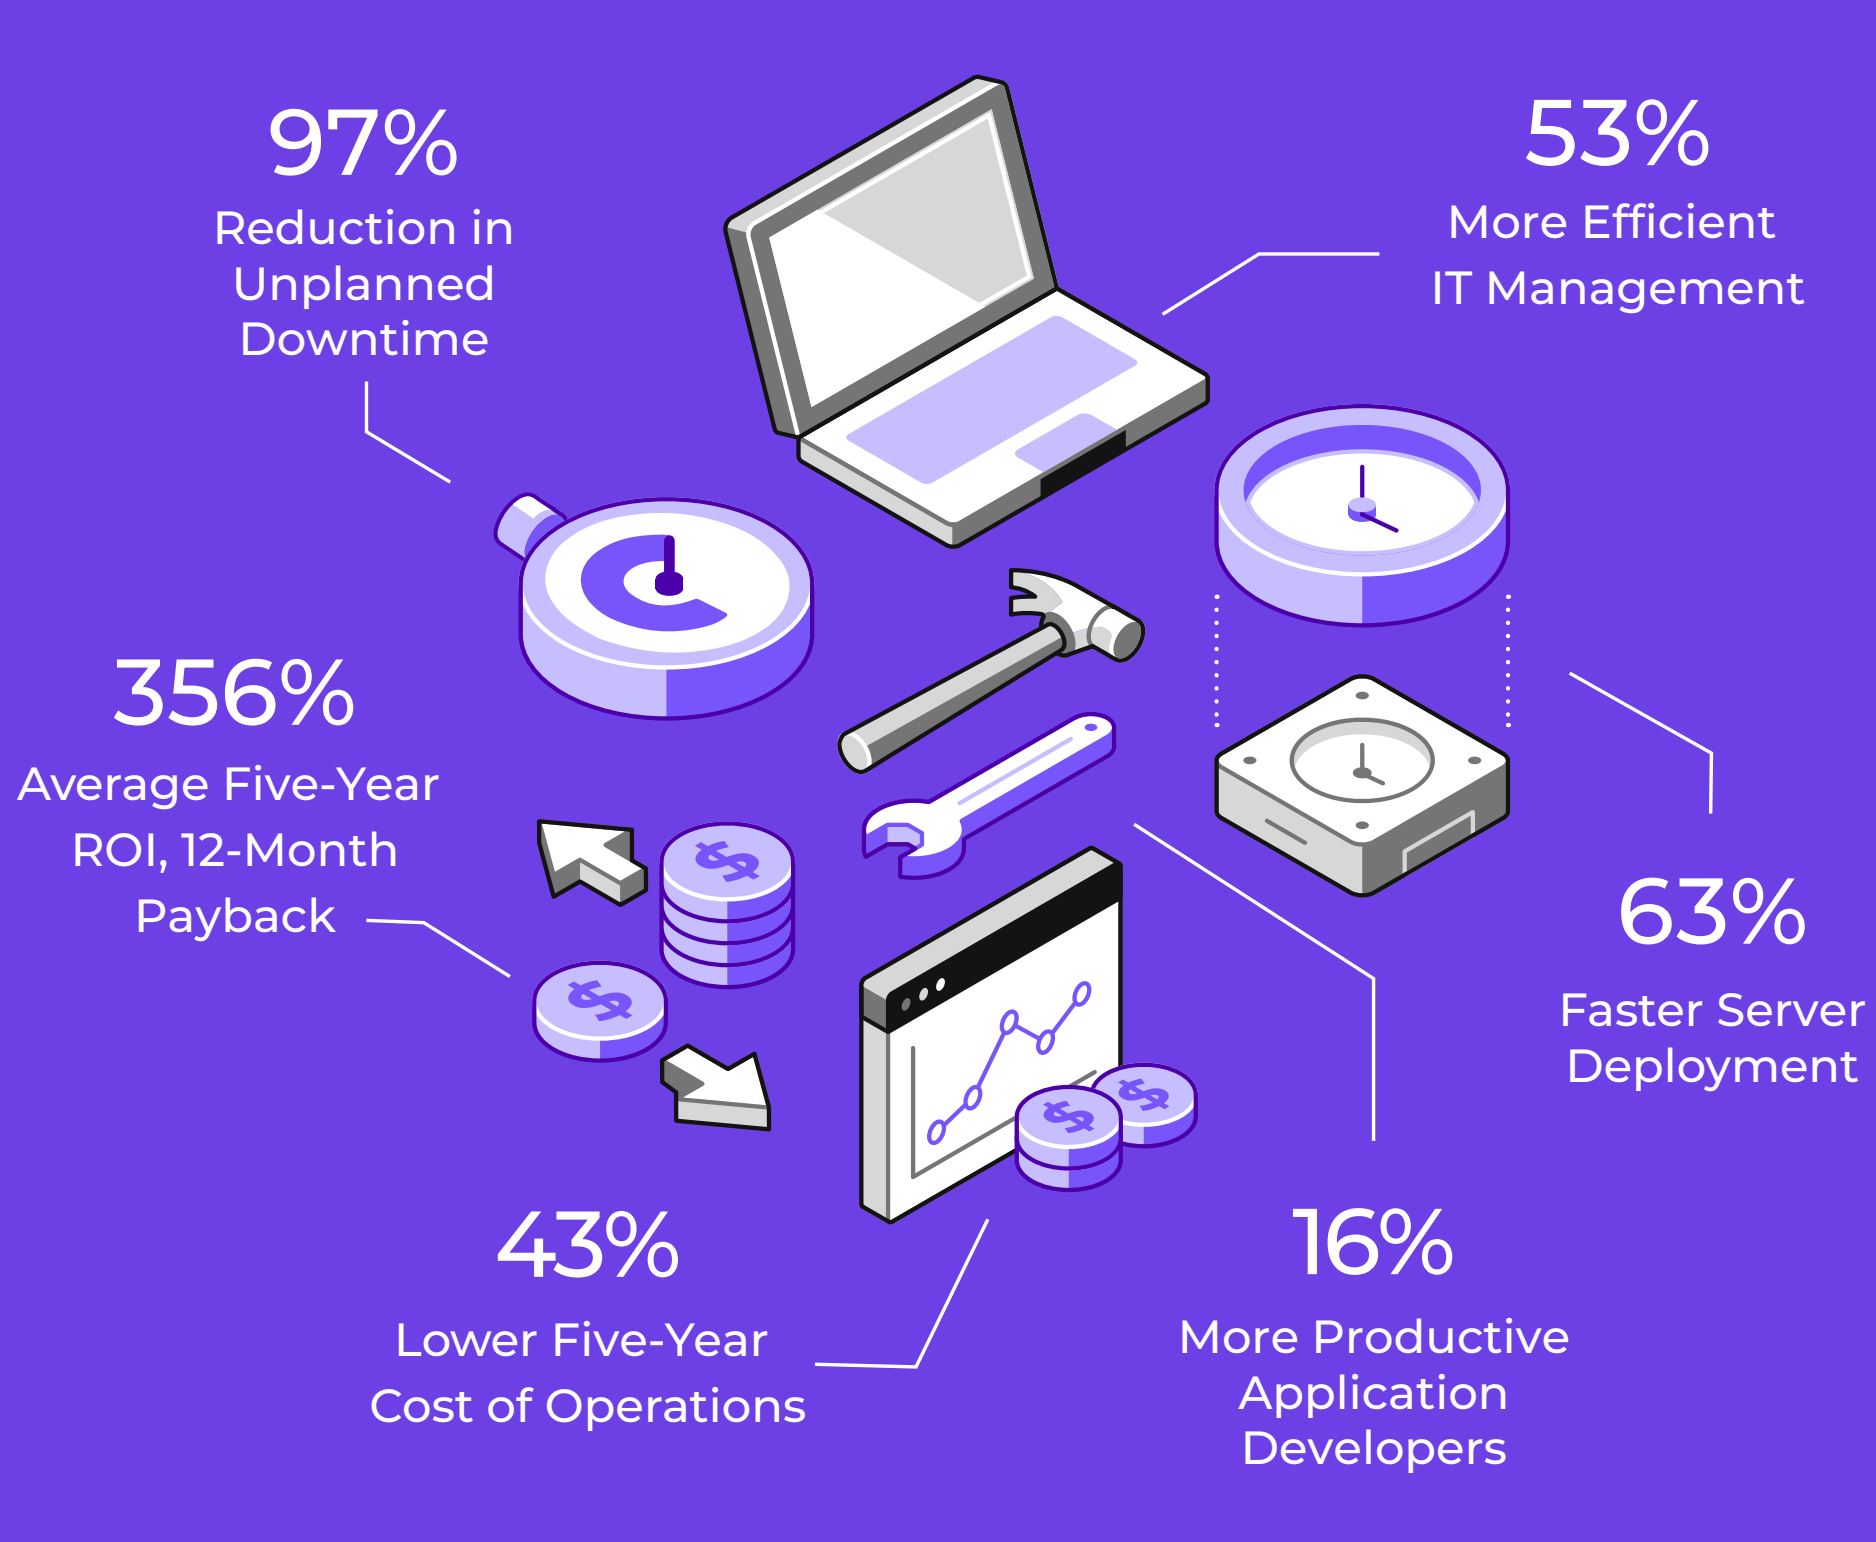 97%
Reduction in
Unplanned
Downtime
53%
More Efficient
IT Management
356%
Average Five-Year
ROI, 12-Month
Payback
63%
Faster Server
Deployment
43%
Lower Five-Year
Cost of Operations
16%
More Productive
Application
Developers
$
$
$
$